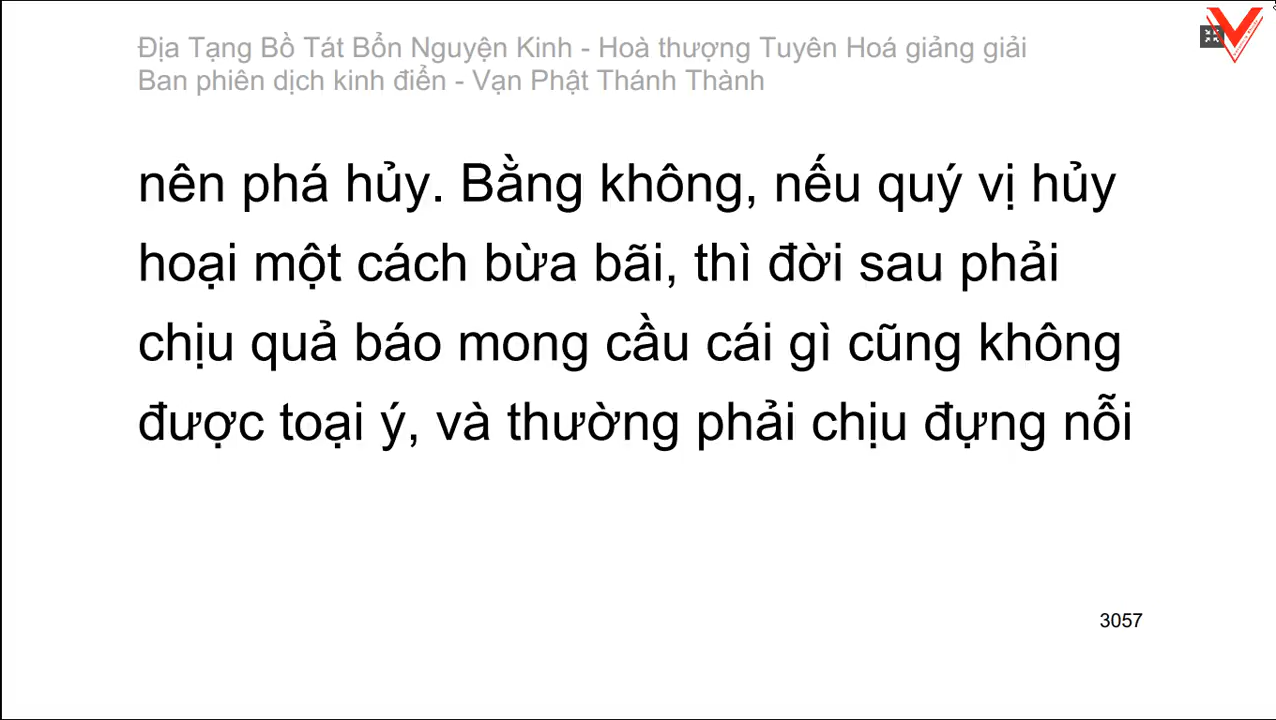 Địa Tạng Bồ Tát Bổn Nguyện Kinh - Hoà thượng Tuyên Hoá giảng giải
Ban phiên dịch kinh điển - Vạn Phật Thánh Thành
nên phá hủy. Bằng không, nếu quý vị hủy
hoại một cách bừa bãi, thì đời sau phải
chịu quả báo mong cầu cái gì cũng không
được toại ý, và thường phải chịu đựng nỗi
3057